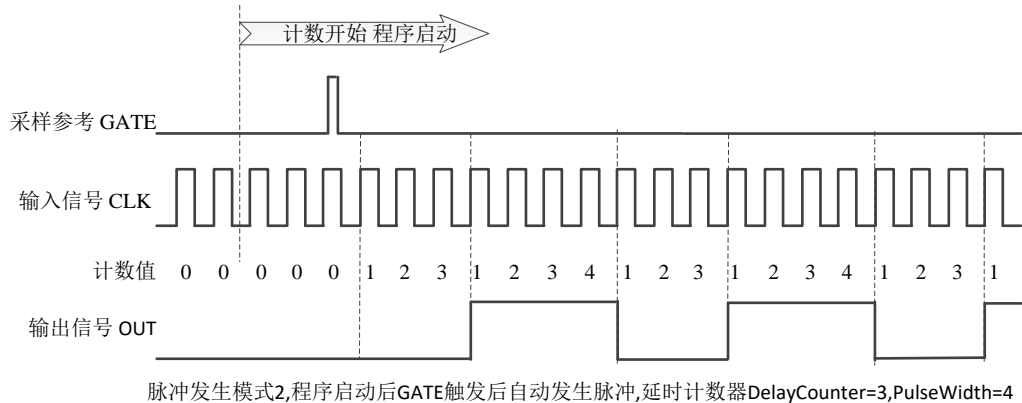 计数开始 程序启动
采样参考 GATE
输入信号 CLK
计数值 0 0 0 0 0 1 2 3 1 2 3 4 1 2 3 1 2 3 4 1 2 3 1
输出信号 OUT
脉冲发生模式2,程序启动后GATE触发后自动发生脉冲,延时计数器DelayCounter=3,PulseWidth=4